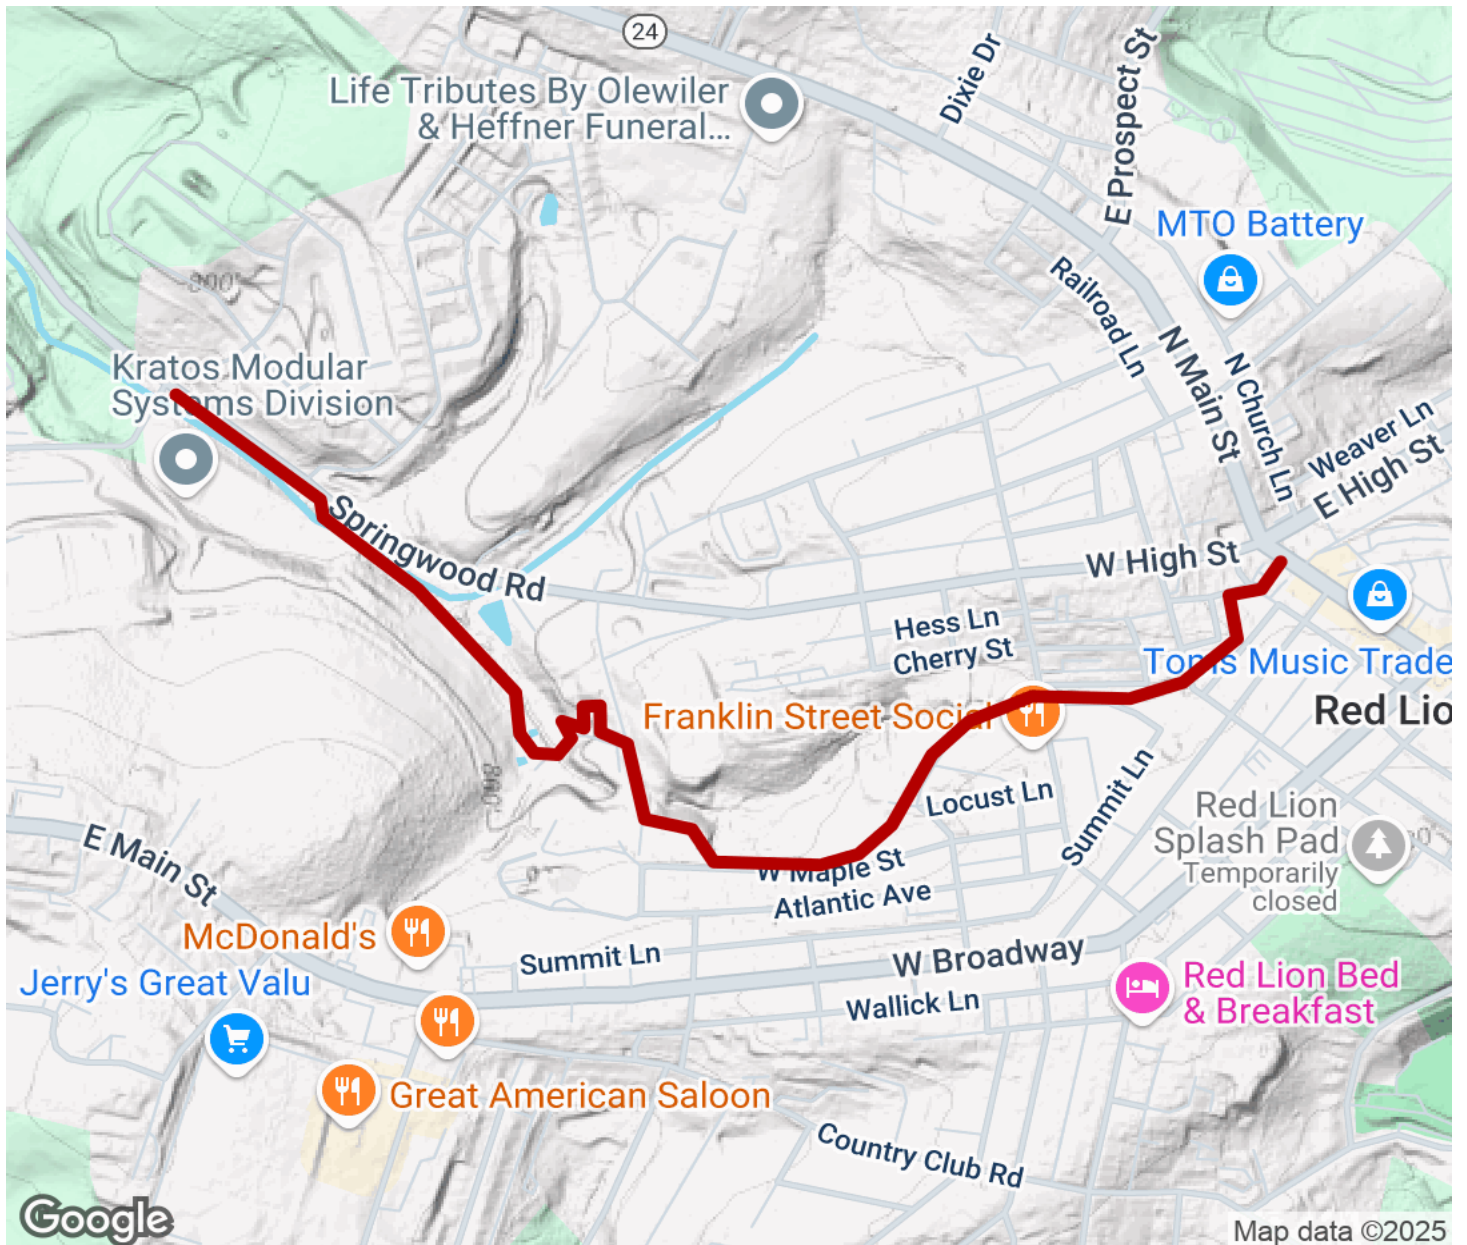 24
Dixie Dr
E Prospect St
Life Tributes By Olewiler
& Heffner Funeral...
MTO Battery
Railroad Ln
800'
N Main St
N Church Ln
Kratos Modular
Systems Division
Weaver Ln
E High St
Springwood Rd
W High St
Hess Ln
Cherry St
Tom's Music Trade
Franklin Street Social
Red Lio
800'
Locust Ln
Summit Ln
Red Lion
Splash Pad
Temporarily
closed
E Main St
W Maple St
Atlantic Ave
McDonald's
Summit Ln
W Broadway
Jerry's Great Valu
Wallick Ln
Red Lion Bed
& Breakfast
Great American Saloon
Country Club Rd
Google
Map data ©2025